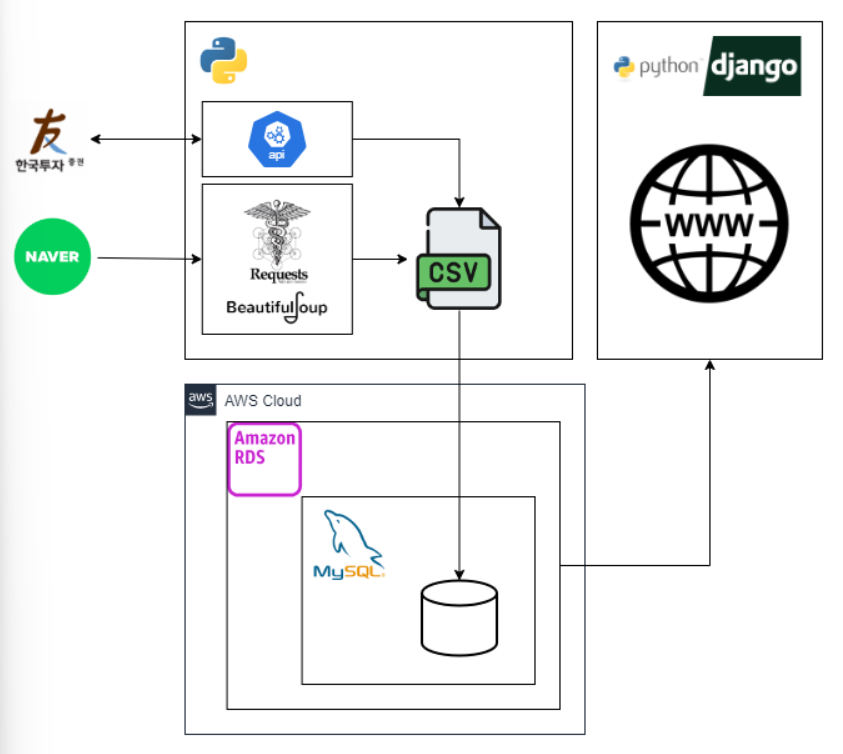 python
django
api
한국투자 증권
NAVER
Requests
BeautifulSoup
CSV
WWW
aws
AWS Cloud
Amazon
RDS
MySQL